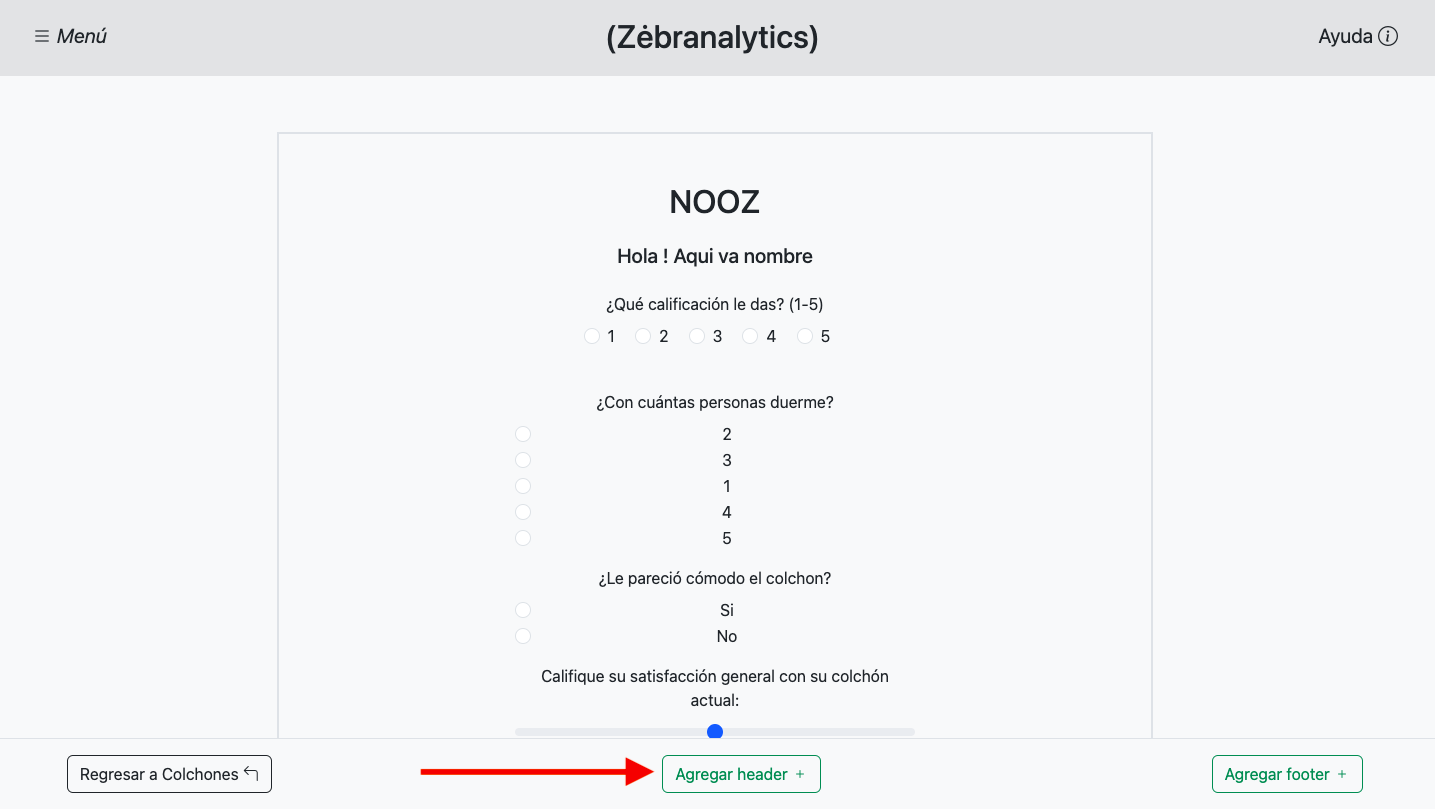 Menú
(Zėbranalytics)
Ayuda
NOOZ
Hola ! Aqui va nombre
¿Qué calificación le das? (1-5)
1 2 3 4 5
¿Con cuántas personas duerme?
2
3
1
4
5
¿Le pareció cómodo el colchon?
Si
No
Califique su satisfacción general con su colchón
actual:
Regresar a Colchones
Agregar header +
Agregar footer +